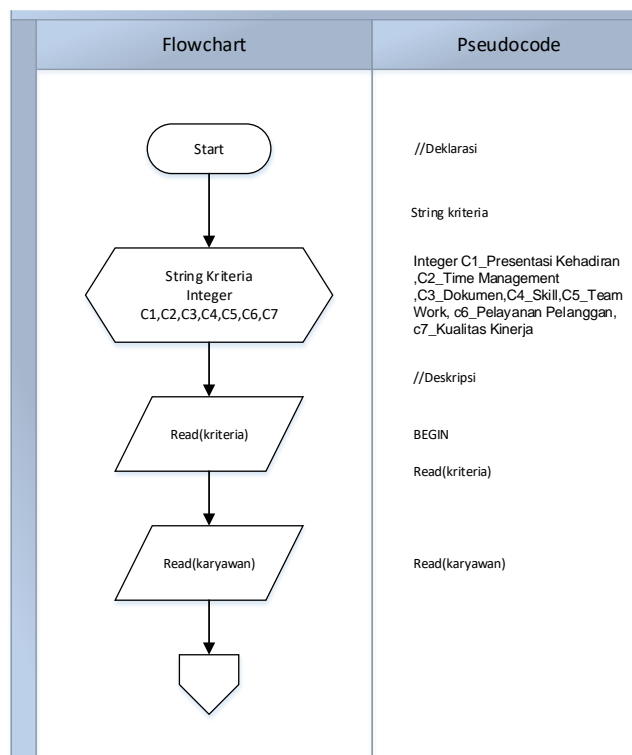 Flowchart
Pseudocode
Start
//Deklarasi
String kriteria
String Kriteria
Integer
C1,C2,C3,C4,C5,C6,C7
Integer C1_Presentasi Kehadiran
,C2_Time Management
,C3_Dokumen,C4_Skill,C5_Team
Work, c6_Pelayanan Pelanggan,
c7_Kualitas Kinerja
//Deskripsi
Read(kriteria)
BEGIN
Read(kriteria)
Read(karyawan)
Read(karyawan)